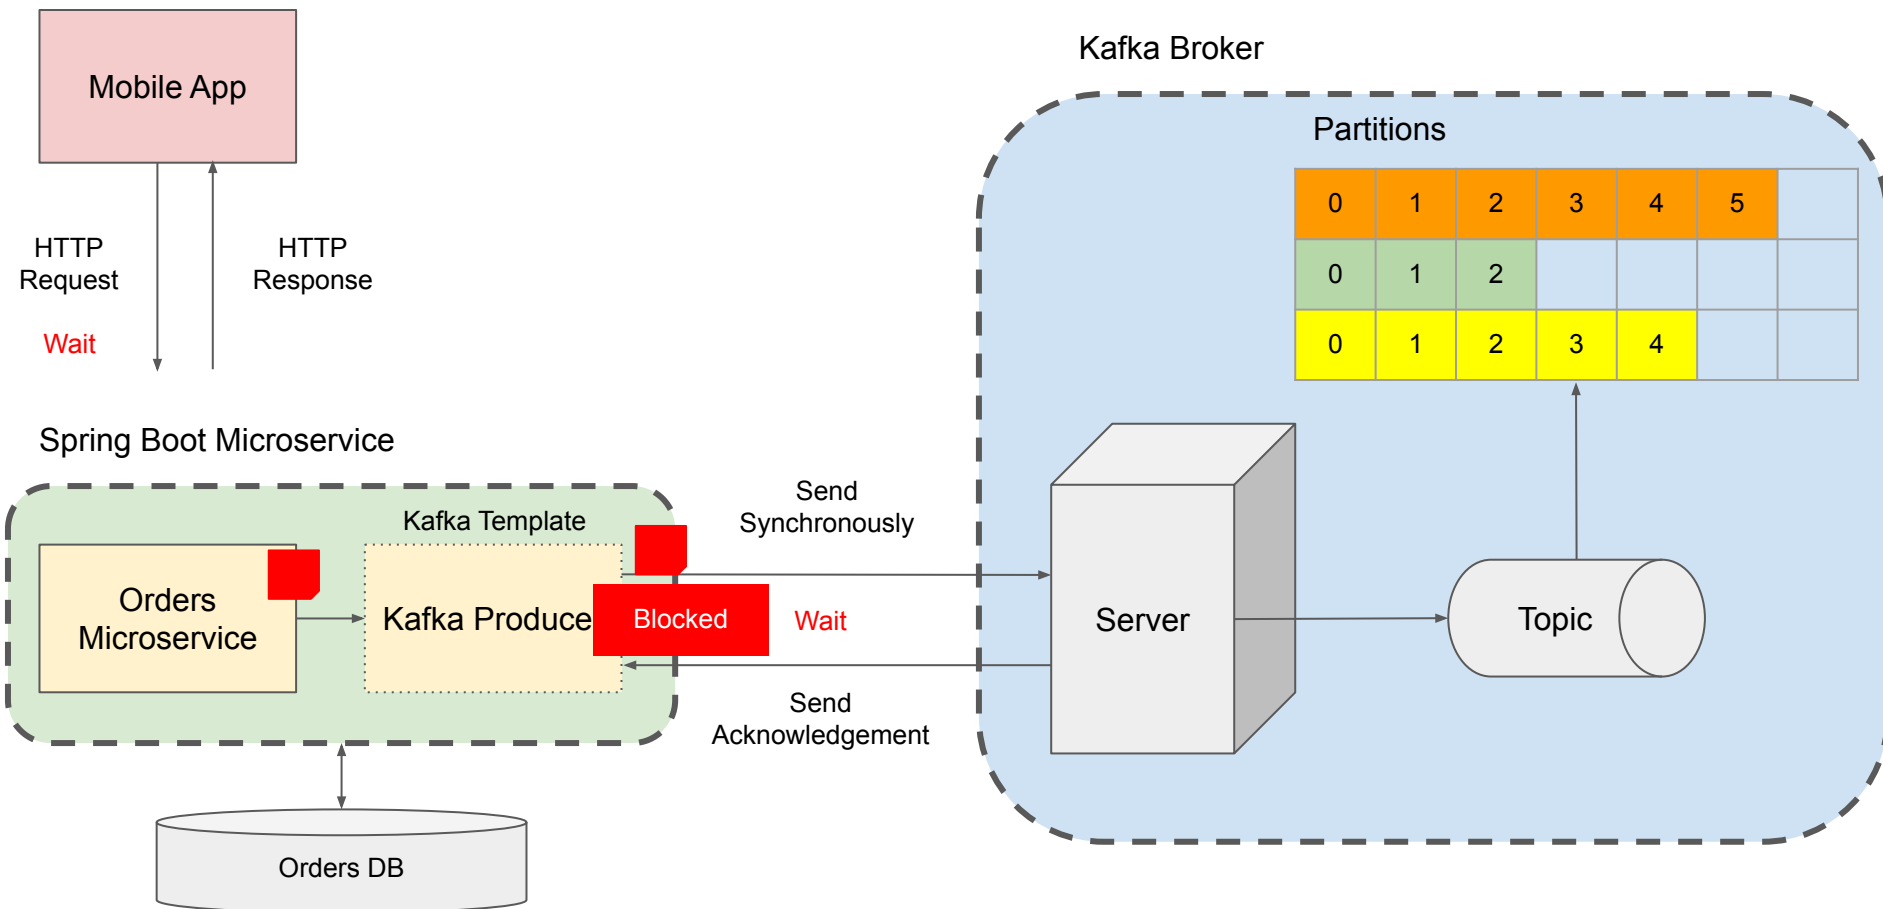 Mobile App
HTTP
Request
HTTP
Response
Wait
Kafka Broker
Partitions
0 1 2 3 4 5
0 1 2
0 1 2 3 4
Spring Boot Microservice
Kafka Template
Orders
Microservice
Kafka Produce
Blocked
Send
Synchronously
Wait
Send
Acknowledgement
Server
Topic
Orders DB